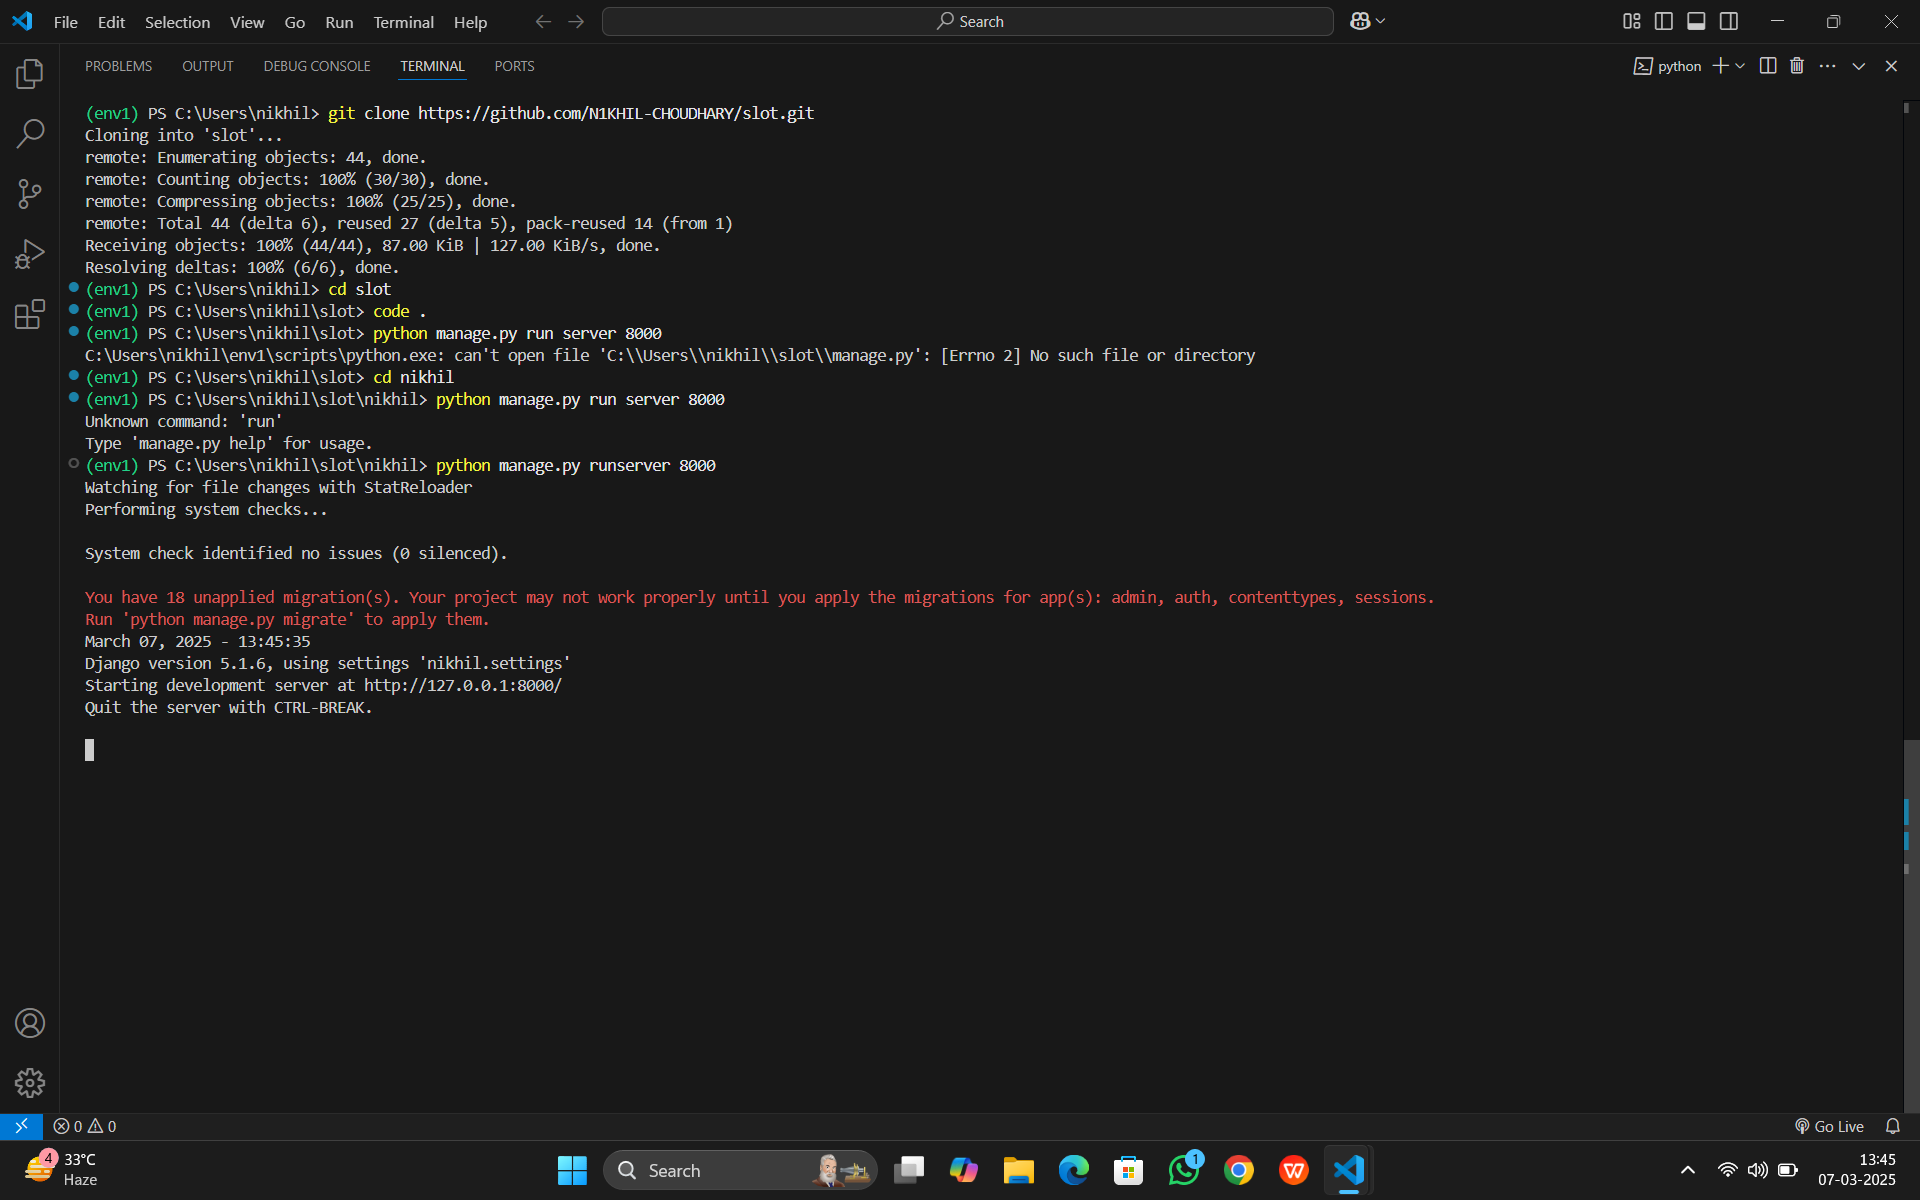 File Edit Selection View Go Run Terminal Help Search
PROBLEMS OUTPUT DEBUG CONSOLE TERMINAL PORTS python
(env1) PS C:\Users\nikhil> git clone https://github.com/N1KHIL-CHOUDHARY/slot.git
Cloning into 'slot'...
remote: Enumerating objects: 44, done.
remote: Counting objects: 100% (30/30), done.
remote: Compressing objects: 100% (25/25), done.
remote: Total 44 (delta 6), reused 27 (delta 5), pack-reused 14 (from 1)
Receiving objects: 100% (44/44), 87.00 KiB | 127.00 KiB/s, done.
Resolving deltas: 100% (6/6), done.
(env1) PS C:\Users\nikhil> cd slot
(env1) PS C:\Users\nikhil\slot> code .
(env1) PS C:\Users\nikhil\slot> python manage.py run server 8000
C:\Users\nikhil\env1\scripts\python.exe: can't open file 'C:\\Users\\nikhil\\slot\\manage.py': [Errno 2] No such file or directory
(env1) PS C:\Users\nikhil\slot> cd nikhil
(env1) PS C:\Users\nikhil\slot\nikhil> python manage.py run server 8000
Unknown command: 'run'
Type 'manage.py help' for usage.
(env1) PS C:\Users\nikhil\slot\nikhil> python manage.py runserver 8000
Watching for file changes with StatReloader
Performing system checks...
System check identified no issues (0 silenced).
You have 18 unapplied migration(s). Your project may not work properly until you apply the migrations for app(s): admin, auth, contenttypes, sessions.
Run 'python manage.py migrate' to apply them.
March 07, 2025 - 13:45:35
Django version 5.1.6, using settings 'nikhil.settings'
Starting development server at http://127.0.0.1:8000/
Quit the server with CTRL-BREAK.
0 0 Go Live
4 33°C
Haze
Search
1
13:45
07-03-2025